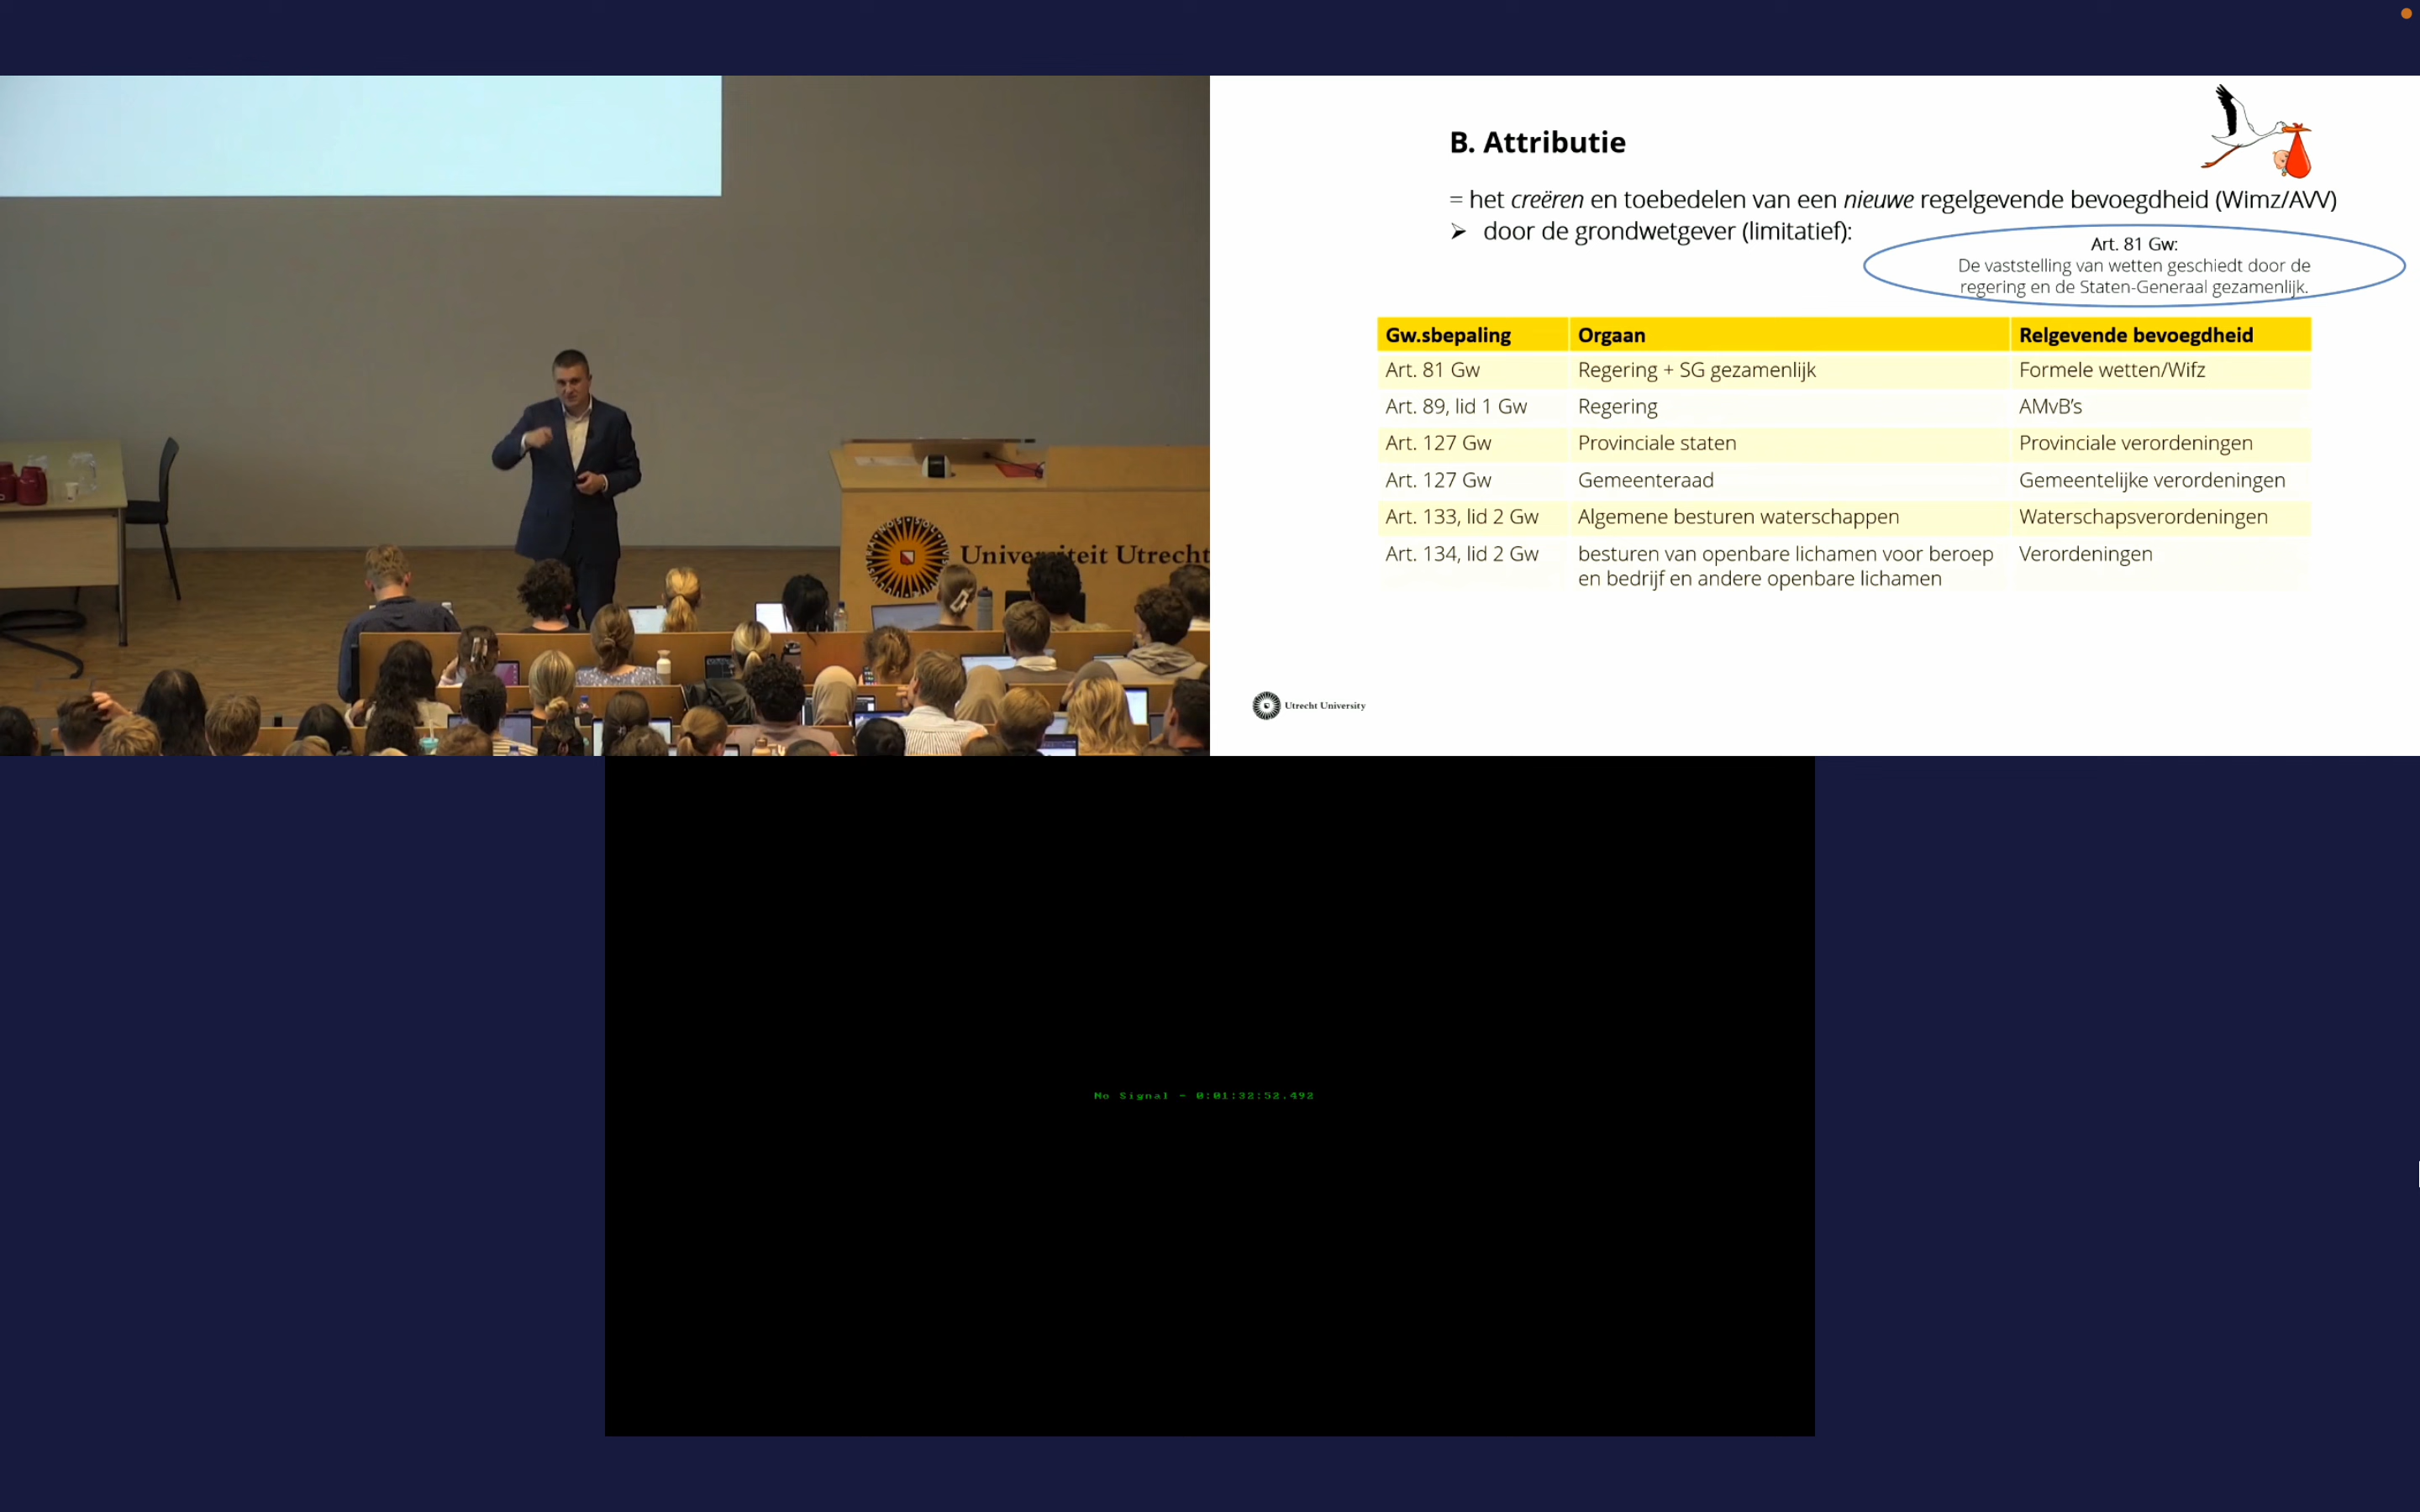 Universiteit Utrecht
B. Attributie
= het creëren en toebedelen van een nieuwe regelgevende bevoegdheid (Wimz/AVV)
➤ door de grondwetgever (limitatief):
Art. 81 Gw:
De vaststelling van wetten geschiedt door de
regering en de Staten-Generaal gezamenlijk.
Gw.sbepaling Orgaan Relgevende bevoegdheid
Art. 81 Gw Regering + SG gezamenlijk Formele wetten/Wifz
Art. 89, lid 1 Gw Regering AMvB's
Art. 127 Gw Provinciale staten Provinciale verordeningen
Art. 127 Gw Gemeenteraad Gemeentelijke verordeningen
Art. 133, lid 2 Gw Algemene besturen waterschappen Waterschapsverordeningen
Art. 134, lid 2 Gw besturen van openbare lichamen voor beroep Verordeningen
en bedrijf en andere openbare lichamen
Utrecht University
No Signal - 0:01:32:52.492